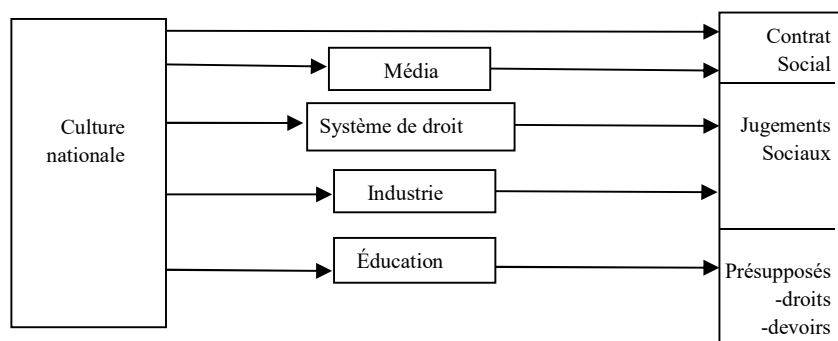 Culture
nationale
Média
Système de droit
Industrie
Éducation
Contrat
Social
Jugements
Sociaux
Présupposés
-droits
-devoirs